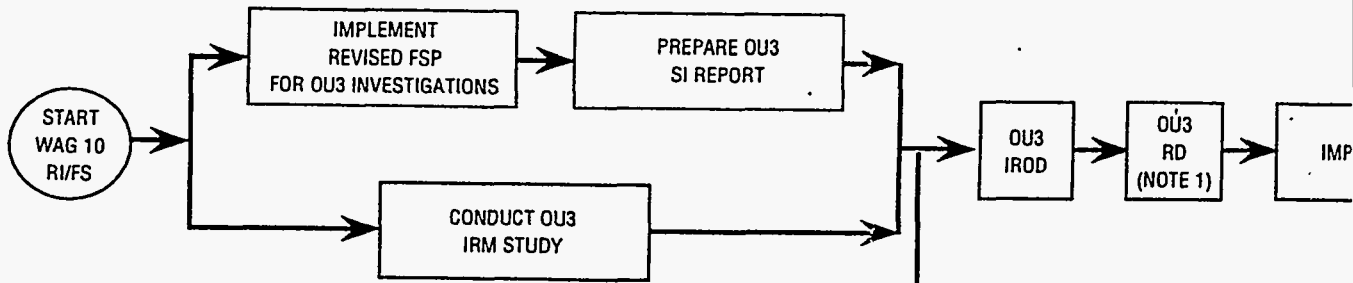 START
WAG 10
RI/FS
IMPLEMENT
REVISED FSP
FOR OU3 INVESTIGATIONS
PREPARE OU3
SI REPORT
CONDUCT OU3
IRM STUDY
OU3
IROD
OU3
RD
(NOTE 1)
IMP